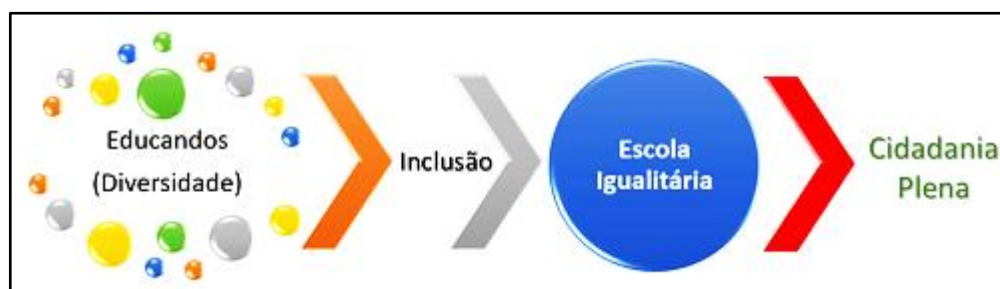 Educandos
(Diversidade)
Inclusão
Escola
Igualitária
Cidadania
Plena